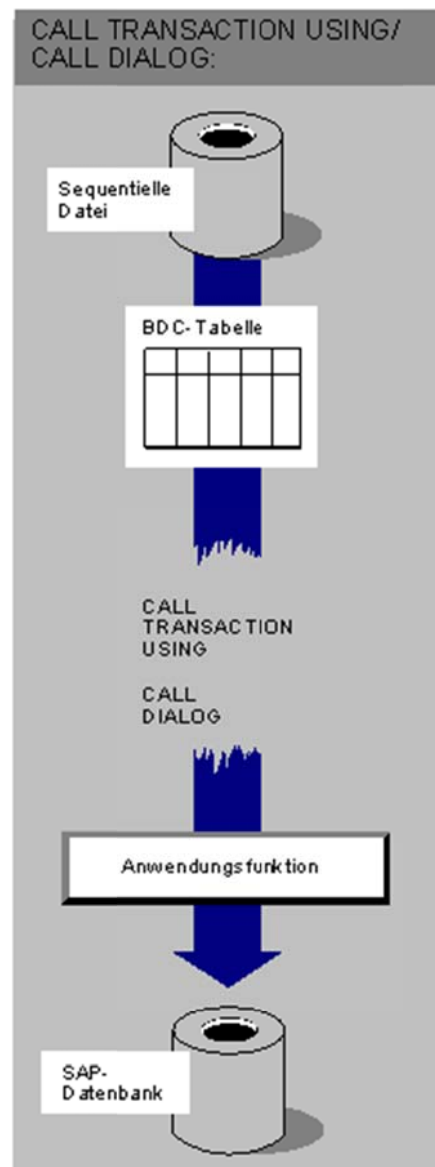 CALL TRANSACTION USING/
CALL DIALOG:
Sequentielle
Datei
BDC-Tabelle
CALL
TRANSACTION
USING
CALL
DIALOG
Anwendungsfunktion
SAP-
Datenbank